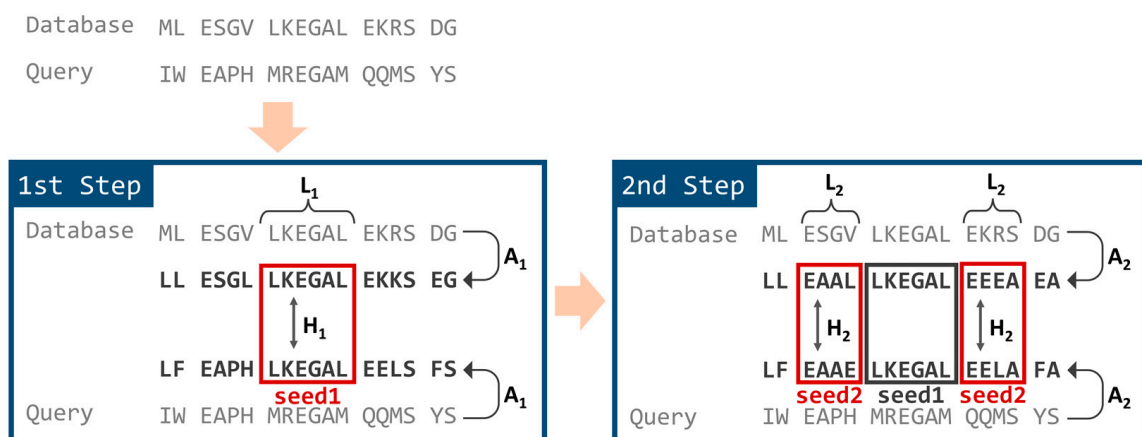 Database ML ESGV LKEGAL EKRS DG
Query IW EAPH MREGAM QQMS YS
1st Step
L1
Database ML ESGV LKEGAL EKRS DG
A1
LL ESGL LKEGAL EKKS EG
H1
LF EAPH LKEGAL EELS FS
seed1
A1
Query IW EAPH MREGAM QQMS YS
2nd Step
L2 L2
Database ML ESGV LKEGAL EKRS DG
A2
LL EAAL LKEGAL EEEA EA
H2 H2
LF EAAE LKEGAL EELA FA
seed2 seed1 seed2
A2
Query IW EAPH MREGAM QQMS YS